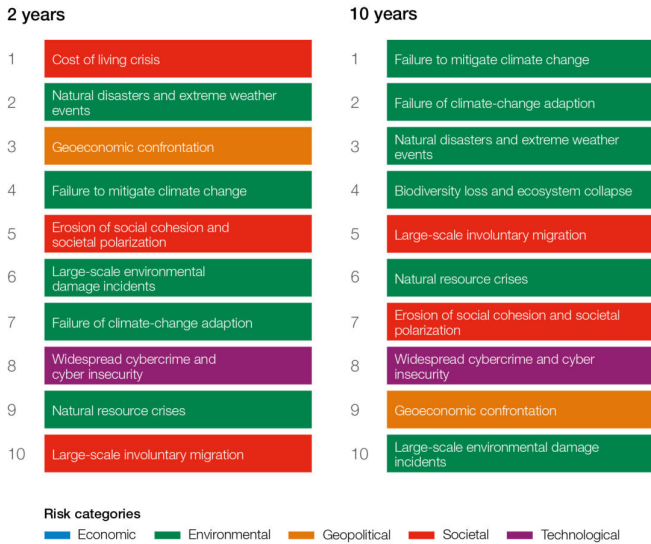 2 years
1
Cost of living crisis
2
Natural disasters and extreme weather
events
3
Geoeconomic confrontation
4
Failure to mitigate climate change
5
Erosion of social cohesion and
societal polarization
6
Large-scale environmental
damage incidents
7
Failure of climate-change adaption
8
Widespread cybercrime and
cyber insecurity
9
Natural resource crises
10
Large-scale involuntary migration
10 years
1
Failure to mitigate climate change
2
Failure of climate-change adaption
3
Natural disasters and extreme weather
events
4
Biodiversity loss and ecosystem collapse
5
Large-scale involuntary migration
6
Natural resource crises
7
Erosion of social cohesion and societal
polarization
8
Widespread cybercrime and cyber
insecurity
9
Geoeconomic confrontation
10
Large-scale environmental damage
incidents
Risk categories
Economic Environmental Geopolitical Societal Technological